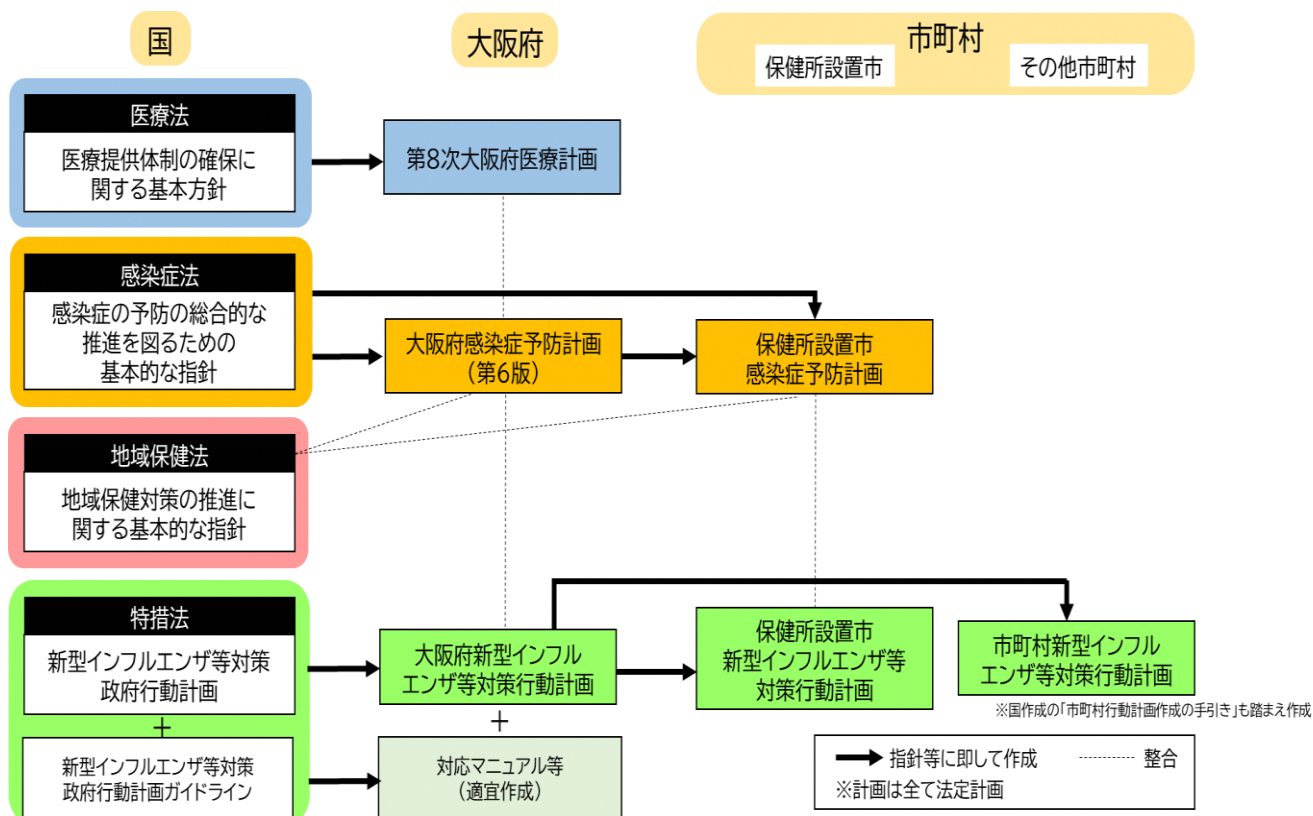 国
大阪府
市町村
保健所設置市
その他市町村
医療法
医療提供体制の確保に
関する基本方針
第8次大阪府医療計画
感染症法
感染症の予防の総合的な
推進を図るための
基本的な指針
大阪府感染症予防計画
（第6版）
保健所設置市
感染症予防計画
地域保健法
地域保健対策の推進に
関する基本的な指針
特措法
新型インフルエンザ等対策
政府行動計画
+
新型インフルエンザ等対策
政府行動計画ガイドライン
大阪府新型インフル
エンザ等対策行動計画
+
対応マニュアル等
（適宜作成）
保健所設置市
新型インフルエンザ等
対策行動計画
市町村新型インフル
エンザ等対策行動計画
※国作成の「市町村行動計画作成の手引き」も踏まえ作成
指針等に即して作成
整合
※計画は全て法定計画